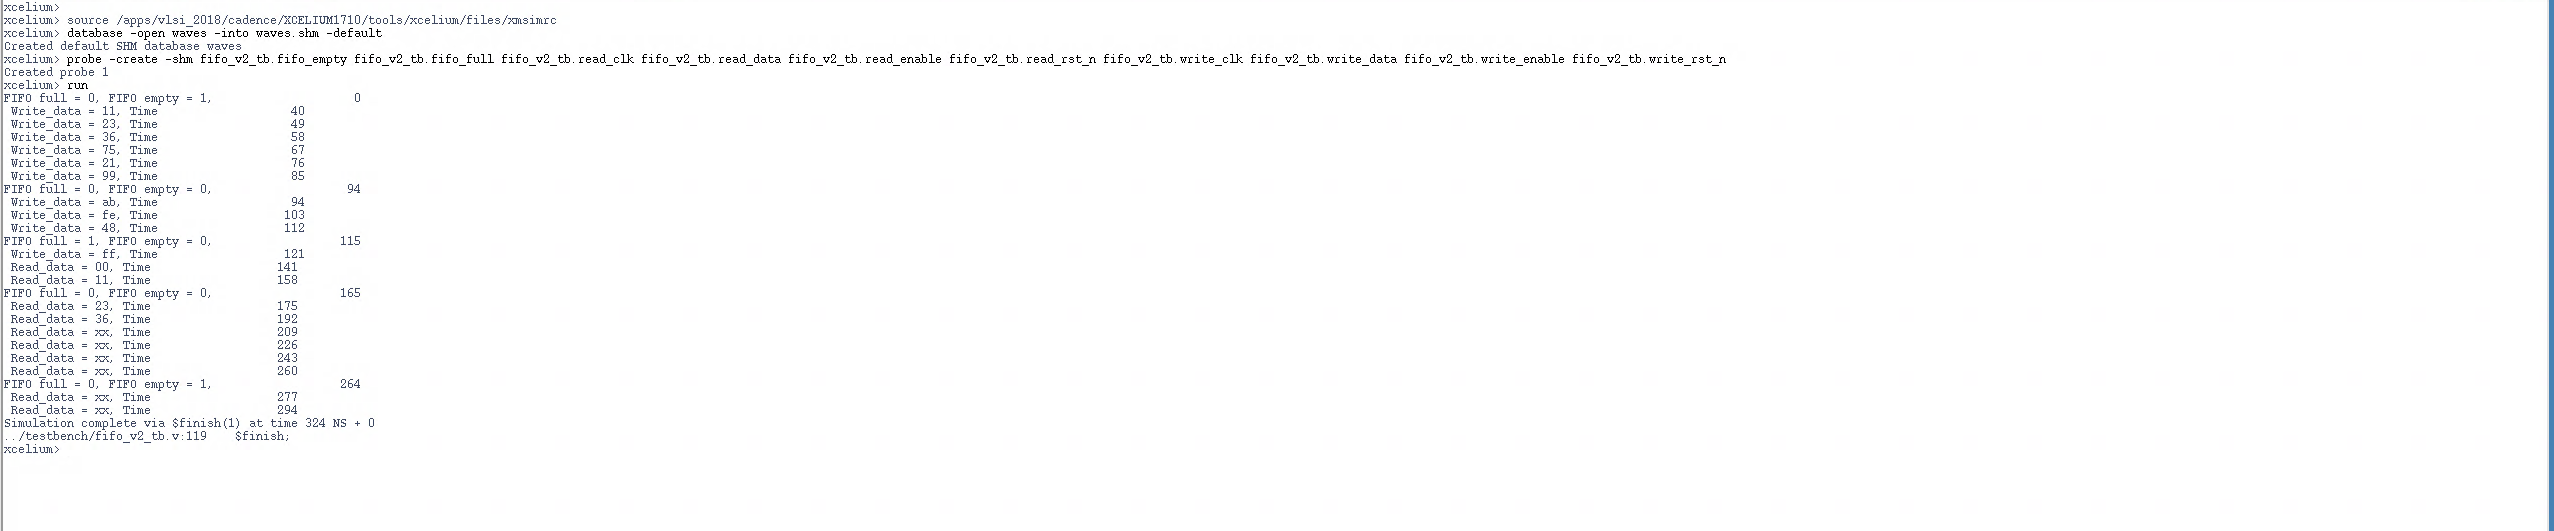 xcelium>
xcelium> source /apps/vlsi_2018/cadence/XCELIUM1710/tools/xcelium/files/xmsimrc
xcelium> database -open waves -into waves.shm -default
Created default SHM database waves
xcelium> probe -create -shm fifo_v2_tb.fifo_empty fifo_v2_tb.fifo_full fifo_v2_tb.read_clk fifo_v2_tb.read_data fifo_v2_tb.read_enable fifo_v2_tb.read_rst_n fifo_v2_tb.write_clk fifo_v2_tb.write_data fifo_v2_tb.write_enable fifo_v2_tb.write_rst_n
Created probe 1
xcelium> run
FIFO full = 0, FIFO empty = 1,                    0
 Write_data = 11, Time                   40
 Write_data = 23, Time                   49
 Write_data = 36, Time                   58
 Write_data = 75, Time                   67
 Write_data = 21, Time                   76
 Write_data = 99, Time                   85
FIFO full = 0, FIFO empty = 0,                   94
 Write_data = ab, Time                   94
 Write_data = fe, Time                  103
 Write_data = 48, Time                  112
FIFO full = 1, FIFO empty = 0,                  115
 Write_data = ff, Time                  121
 Read_data = 00, Time                  141
 Read_data = 11, Time                  158
FIFO full = 0, FIFO empty = 0,                  165
 Read_data = 23, Time                  175
 Read_data = 36, Time                  192
 Read_data = xx, Time                  209
 Read_data = xx, Time                  226
 Read_data = xx, Time                  243
 Read_data = xx, Time                  260
FIFO full = 0, FIFO empty = 1,                  264
 Read_data = xx, Time                  277
 Read_data = xx, Time                  294
Simulation complete via $finish(1) at time 324 NS + 0
../testbench/fifo_v2_tb.v:119    $finish;
xcelium>